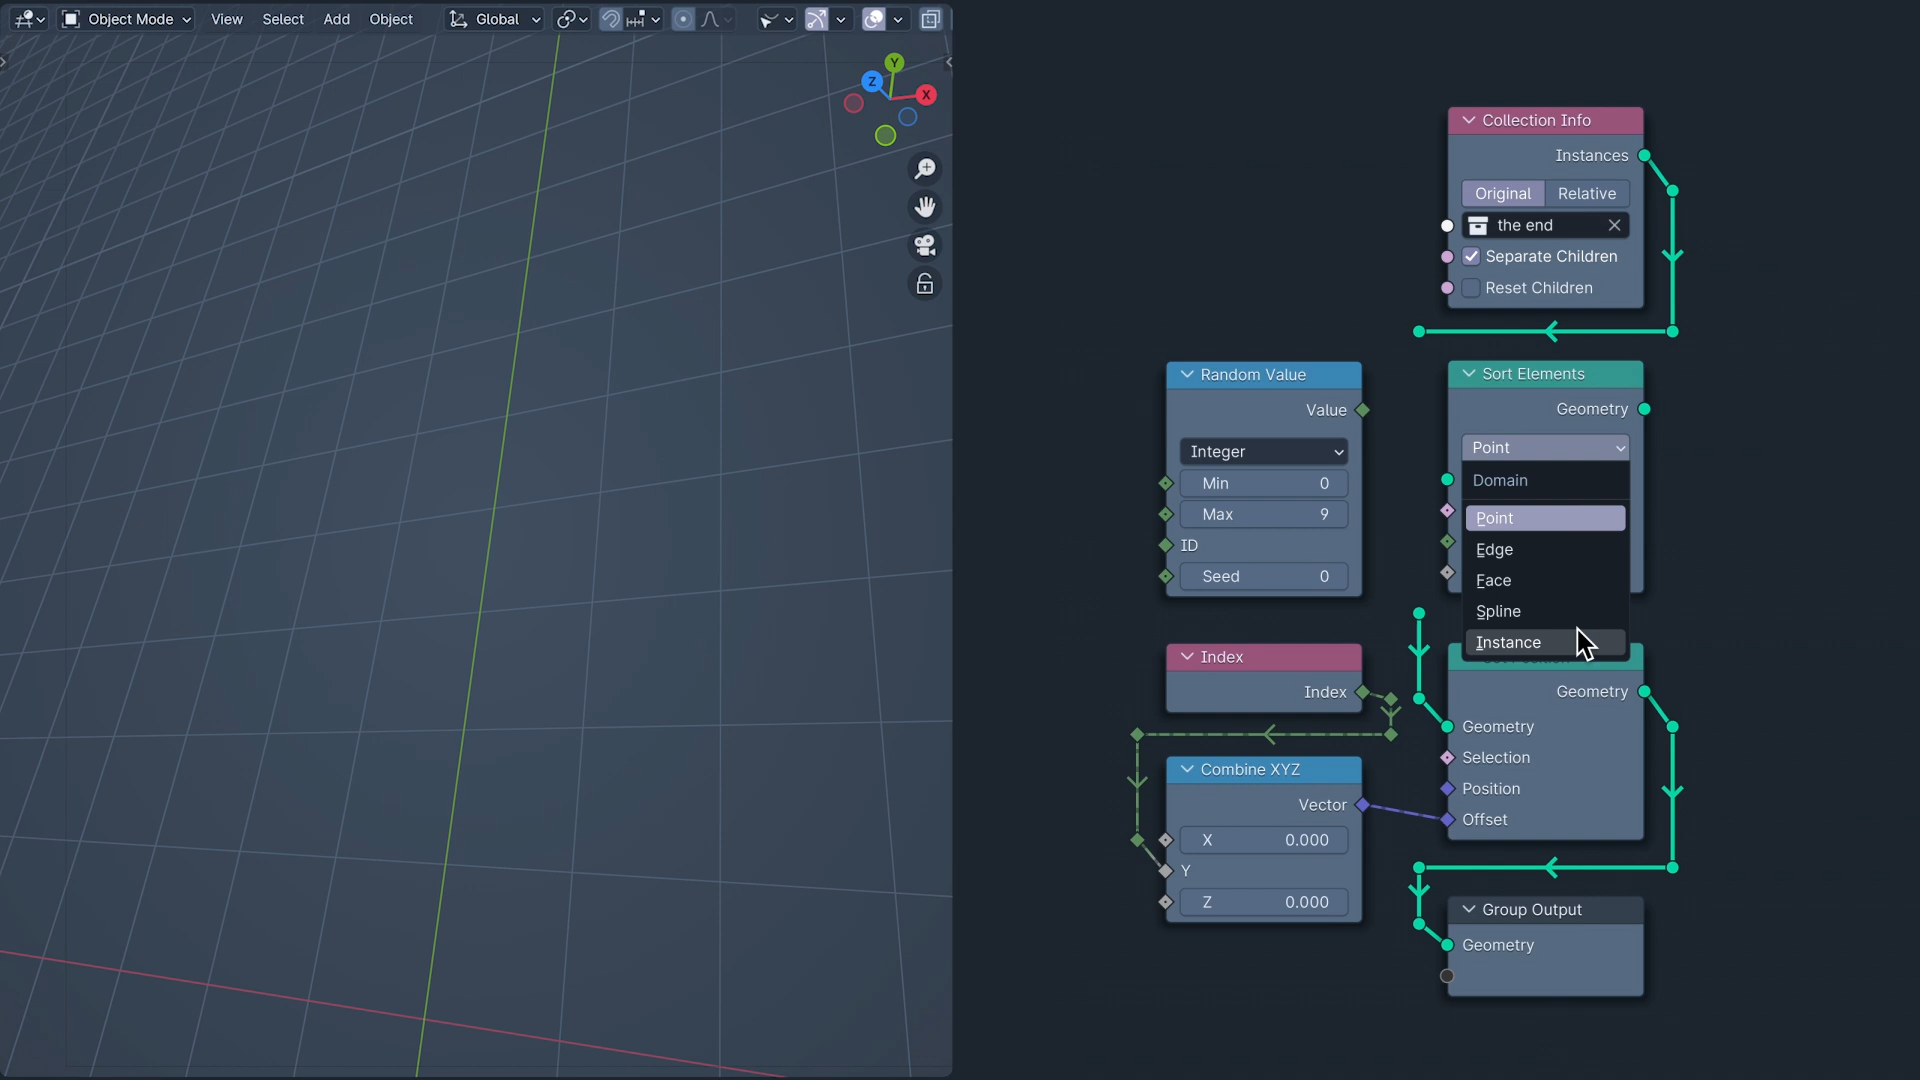 Object Mode
View
Select
Add
Object
Global
Y
Z
X
Collection Info
Instances
Original
Relative
the end
Separate Children
Reset Children
Random Value
Value
Integer
Min 0
Max 9
ID
Seed 0
Sort Elements
Geometry
Point
Domain
Point
Edge
Face
Spline
Instance
Index
Index
Geometry
Geometry
Selection
Position
Offset
Combine XYZ
Vector
X 0.000
Y
Z 0.000
Group Output
Geometry